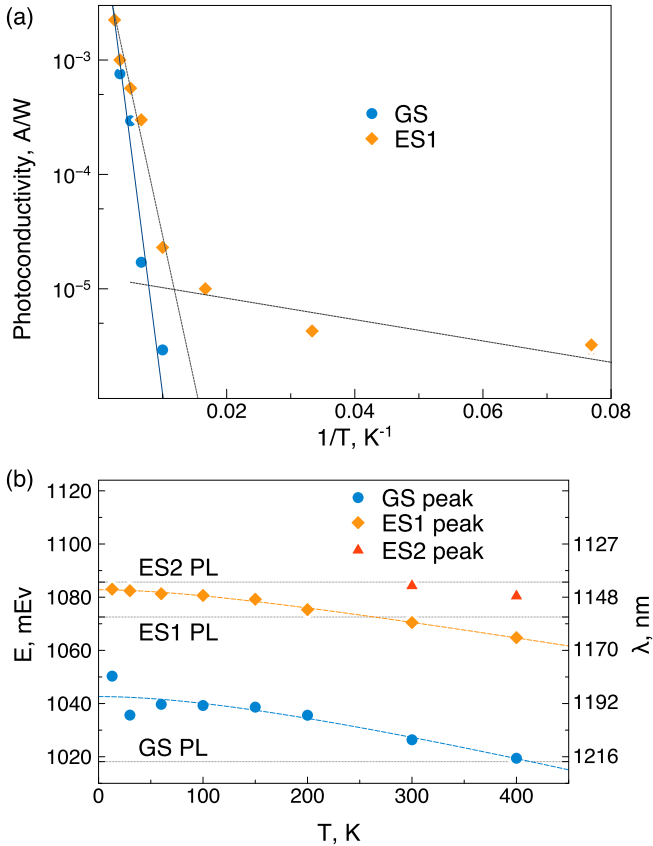 (a)
Photoconductivity, A/W
10⁻³
10⁻⁴
10⁻⁵
GS
ES1
0.02 0.04 0.06 0.08
1/T, K⁻¹
(b)
E, mEv
1120
1100
1080
1060
1040
1020
GS peak
ES1 peak
ES2 peak
ES2 PL
ES1 PL
GS PL
1127
1148
1170
1192
1216
λ, nm
0 100 200 300 400
T, K